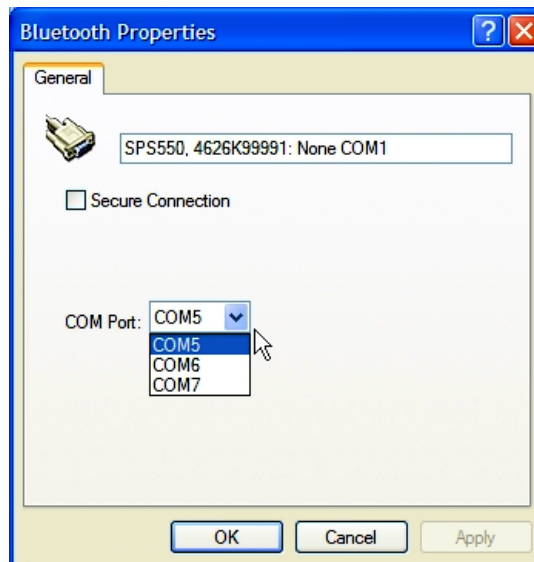 Bluetooth Properties
?
General
SPS550, 4626K99991: None COM1
Secure Connection
COM Port: COM5
COM5
COM6
COM7
OK Cancel Apply